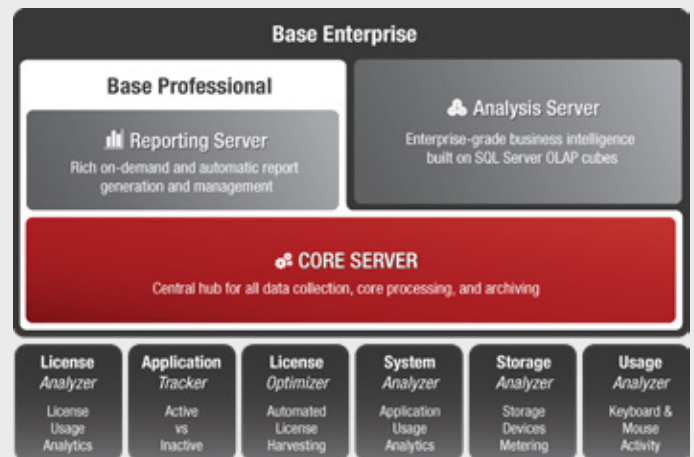 Base Enterprise
Base Professional
Reporting Server
Rich on-demand and automatic report
generation and management
Analysis Server
Enterprise-grade business intelligence
built on SQL Server OLAP cubes
CORE SERVER
Central hub for all data collection, core processing, and archiving
License
Analyzer
License
Usage
Analytics
Application
Tracker
Active
vs
Inactive
License
Optimizer
Automated
License
Harvesting
System
Analyzer
Application
Usage
Analytics
Storage
Analyzer
Storage
Devices
Metering
Usage
Analyzer
Keyboard &
Mouse
Activity